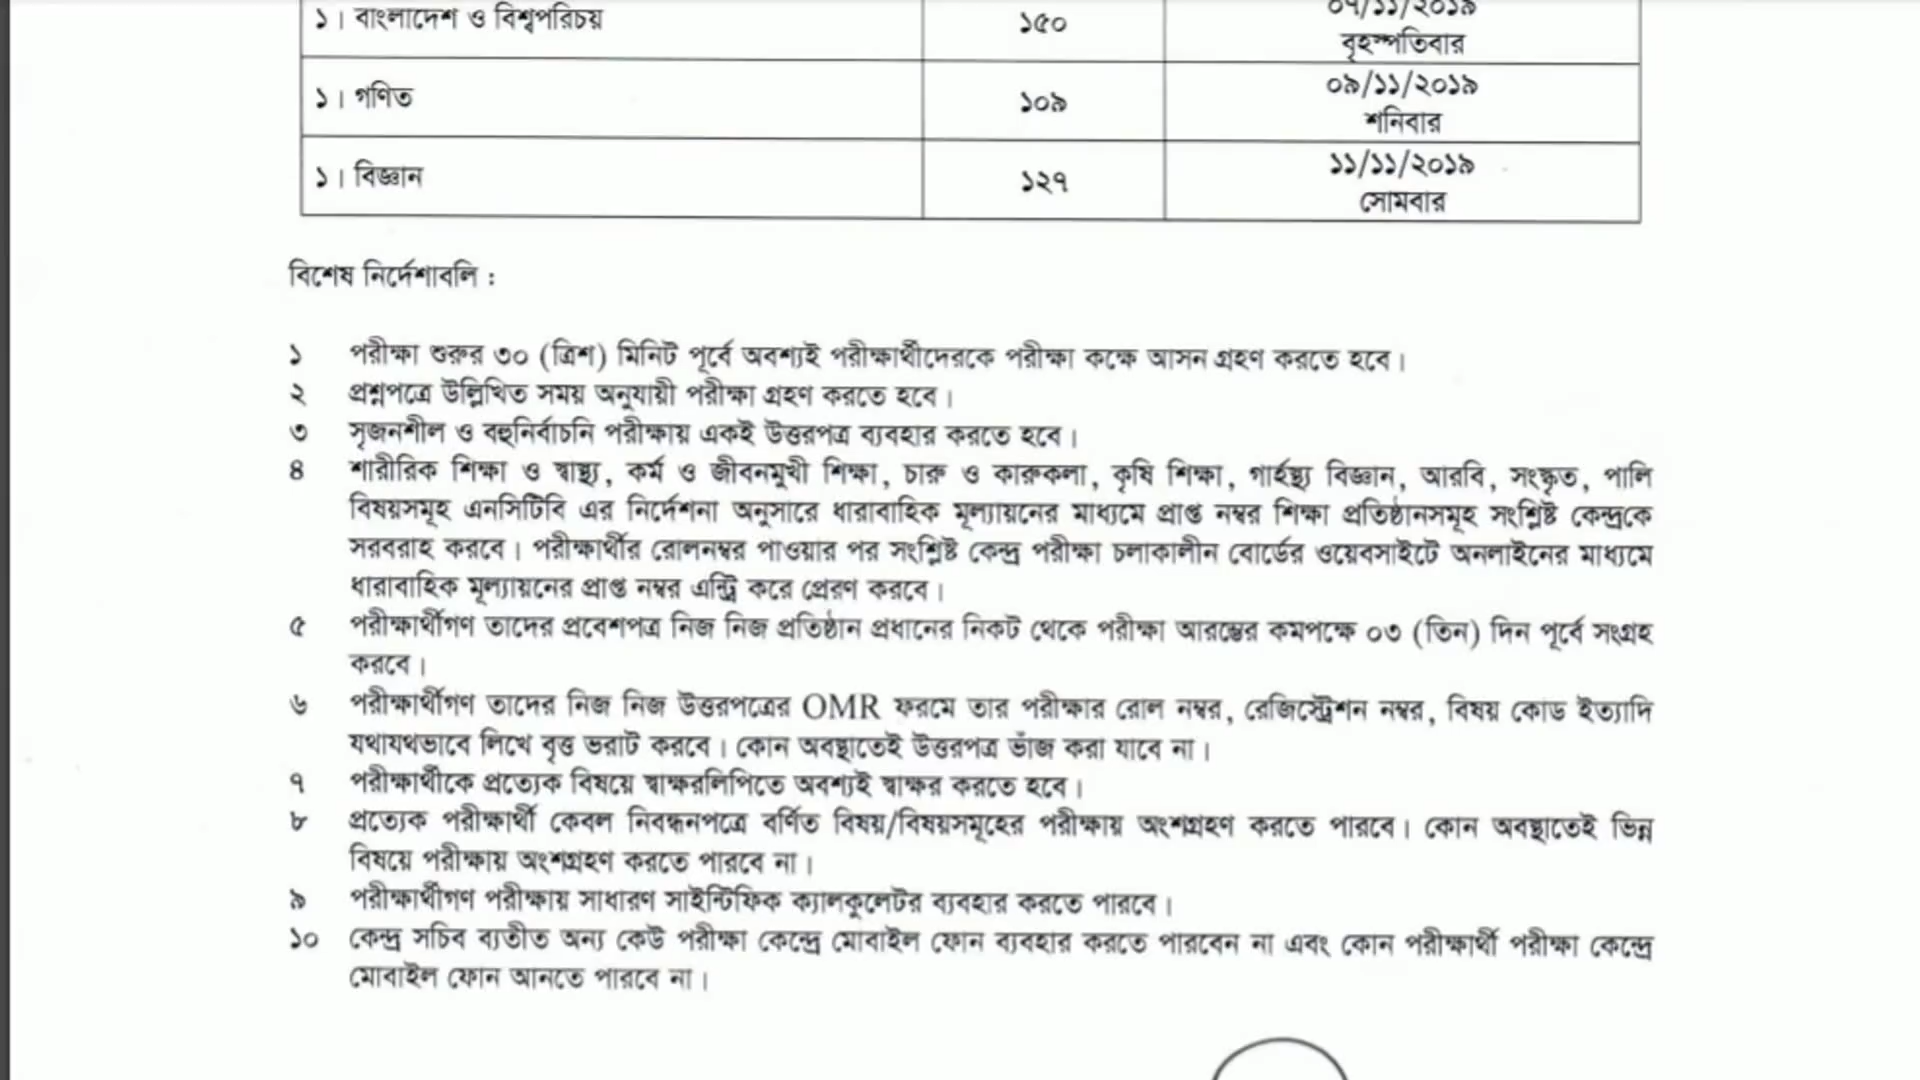 ১। বাংলাদেশ ও বিশ্বপরিচয়
১৫০
০৭/১১/২০১৯
বৃহস্পতিবার
১। গণিত
১০৯
০৯/১১/২০১৯
শনিবার
১। বিজ্ঞান
১২৭
১১/১১/২০১৯
সোমবার
বিশেষ নির্দেশাবলি :
১ পরীক্ষা শুরুর ৩০ (ত্রিশ) মিনিট পূর্বে অবশ্যই পরীক্ষার্থীদেরকে পরীক্ষা কক্ষে আসন গ্রহণ করতে হবে।
২ প্রশ্নপত্রে উল্লিখিত সময় অনুযায়ী পরীক্ষা গ্রহণ করতে হবে।
৩ সৃজনশীল ও বহুনির্বাচনি পরীক্ষায় একই উত্তরপত্র ব্যবহার করতে হবে।
৪ শারীরিক শিক্ষা ও স্বাস্থ্য, কর্ম ও জীবনমুখী শিক্ষা, চারু ও কারুকলা, কৃষি শিক্ষা, গার্হস্থ্য বিজ্ঞান, আরবি, সংস্কৃত, পালি
বিষয়সমূহ এনসিটিবি এর নির্দেশনা অনুসারে ধারাবাহিক মূল্যায়নের মাধ্যমে প্রাপ্ত নম্বর শিক্ষা প্রতিষ্ঠানসমূহ সংশ্লিষ্ট কেন্দ্রকে
সরবরাহ করবে। পরীক্ষার্থীর রোলনম্বর পাওয়ার পর সংশ্লিষ্ট কেন্দ্র পরীক্ষা চলাকালীন বোর্ডের ওয়েবসাইটে অনলাইনের মাধ্যমে
ধারাবাহিক মূল্যায়নের প্রাপ্ত নম্বর এন্ট্রি করে প্রেরণ করবে।
৫ পরীক্ষার্থীগণ তাদের প্রবেশপত্র নিজ নিজ প্রতিষ্ঠান প্রধানের নিকট থেকে পরীক্ষা আরম্ভের কমপক্ষে ০৩ (তিন) দিন পূর্বে সংগ্রহ
করবে।
৬ পরীক্ষার্থীগণ তাদের নিজ নিজ উত্তরপত্রের OMR ফরমে তার পরীক্ষার রোল নম্বর, রেজিস্ট্রেশন নম্বর, বিষয় কোড ইত্যাদি
যথাযথভাবে লিখে বৃত্ত ভরাট করবে। কোন অবস্থাতেই উত্তরপত্র ভাঁজ করা যাবে না।
৭ পরীক্ষার্থীকে প্রত্যেক বিষয়ে স্বাক্ষরলিপিতে অবশ্যই স্বাক্ষর করতে হবে।
৮ প্রত্যেক পরীক্ষার্থী কেবল নিবন্ধনপত্রে বর্ণিত বিষয়/বিষয়সমূহের পরীক্ষায় অংশগ্রহণ করতে পারবে। কোন অবস্থাতেই ভিন্ন
বিষয়ে পরীক্ষায় অংশগ্রহণ করতে পারবে না।
৯ পরীক্ষার্থীগণ পরীক্ষায় সাধারণ সাইন্টিফিক ক্যালকুলেটর ব্যবহার করতে পারবে।
১০ কেন্দ্র সচিব ব্যতীত অন্য কেউ পরীক্ষা কেন্দ্রে মোবাইল ফোন ব্যবহার করতে পারবেন না এবং কোন পরীক্ষার্থী পরীক্ষা কেন্দ্রে
মোবাইল ফোন আনতে পারবে না।